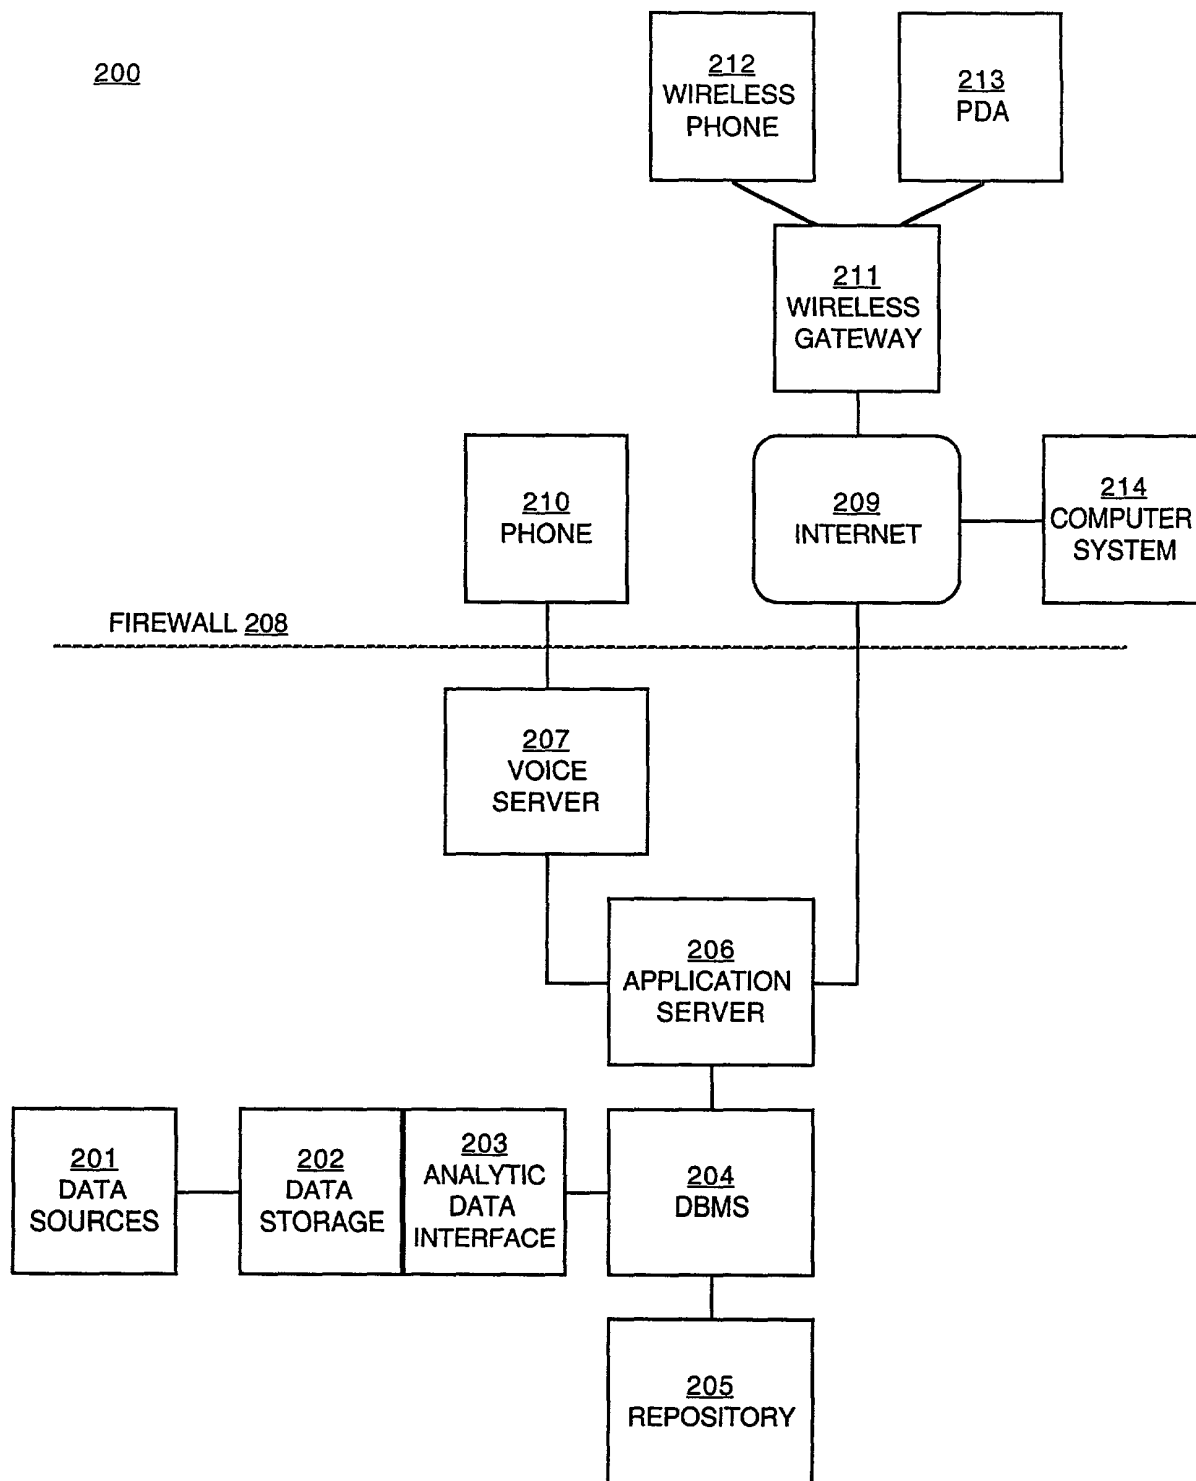 200
212
WIRELESS
PHONE
213
PDA
211
WIRELESS
GATEWAY
210
PHONE
209
INTERNET
214
COMPUTER
SYSTEM
FIREWALL 208
207
VOICE
SERVER
206
APPLICATION
SERVER
201
DATA
SOURCES
202
DATA
STORAGE
203
ANALYTIC
DATA
INTERFACE
204
DBMS
205
REPOSITORY